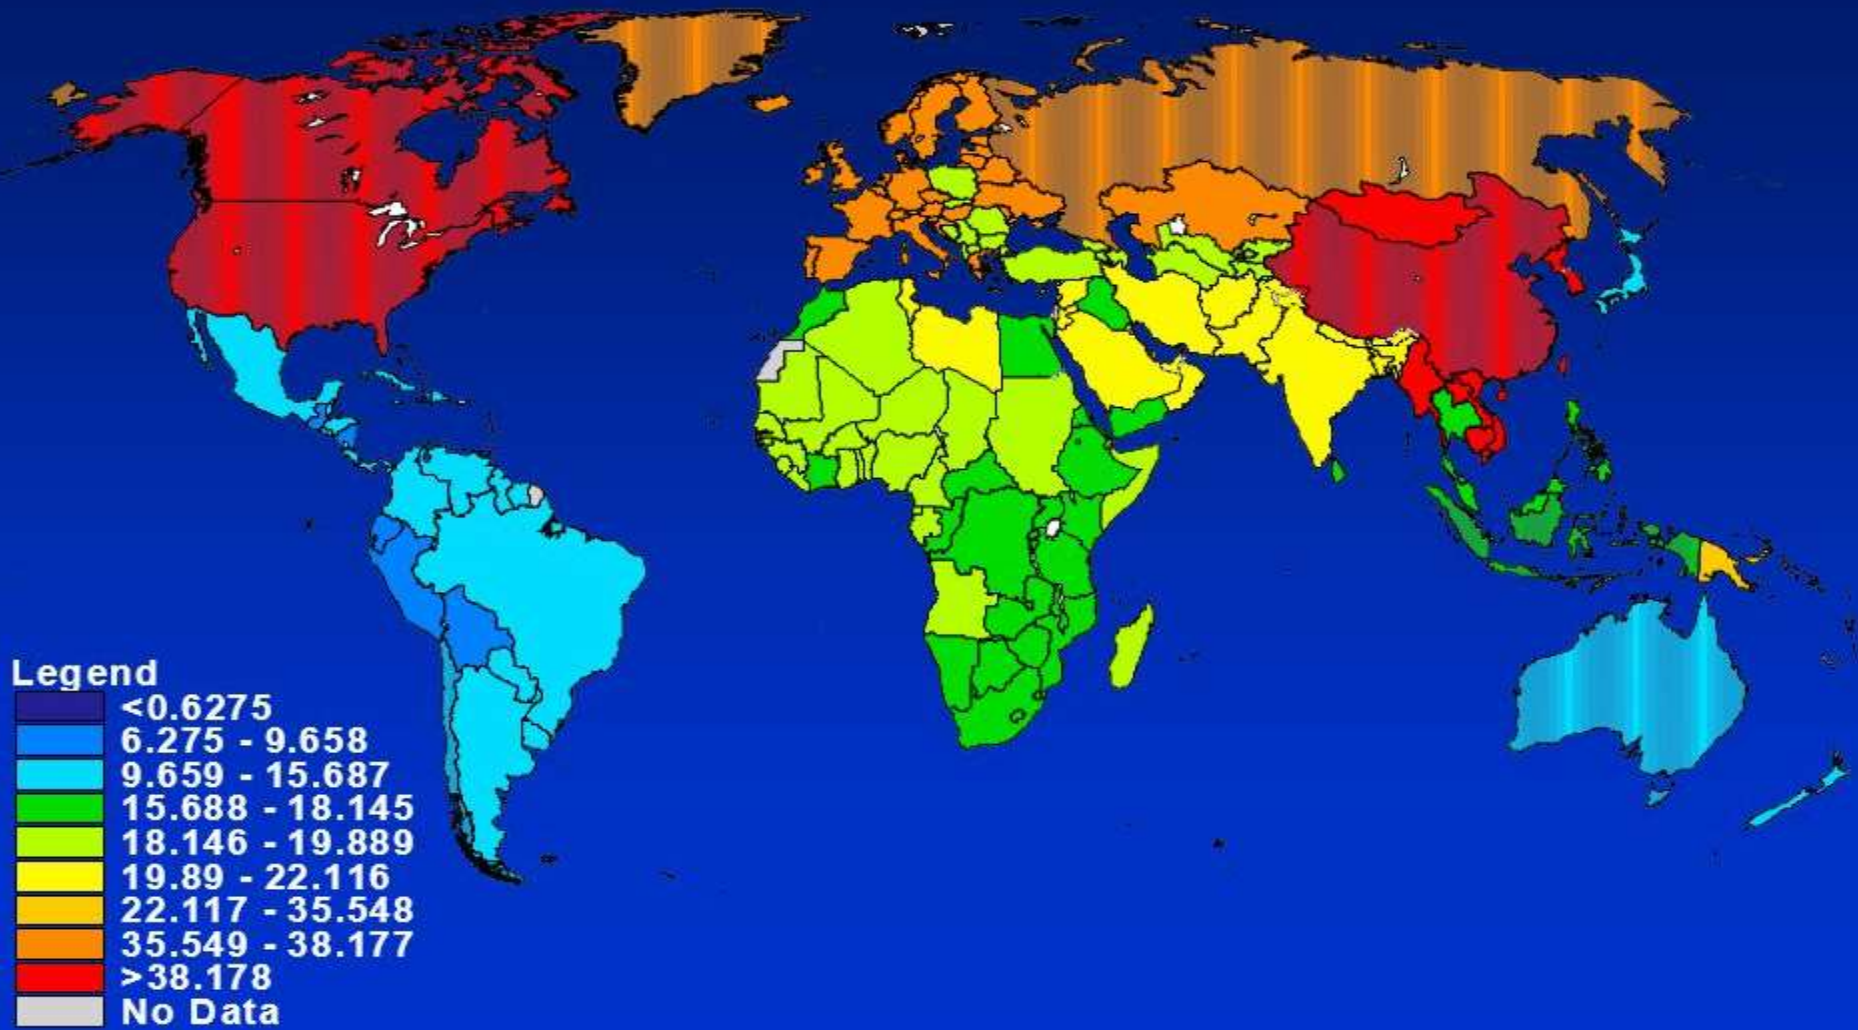 Legend
<0.6275
6.275 - 9.658
9.659 - 15.687
15.688 - 18.145
18.146 - 19.889
19.89 - 22.116
22.117 - 35.548
35.549 - 38.177
>38.178
No Data